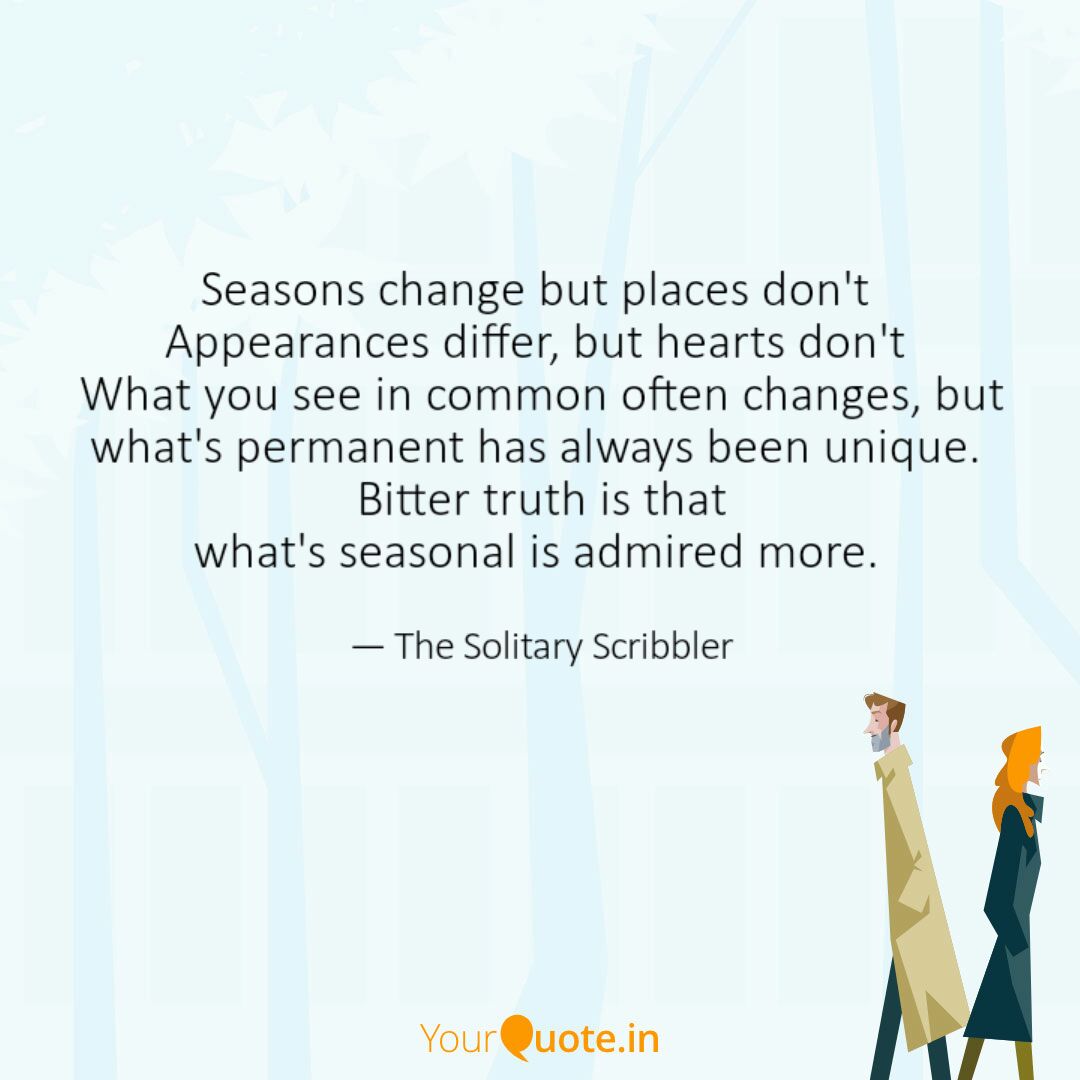 Seasons change but places don't
Appearances differ, but hearts don't
What you see in common often changes, but
what's permanent has always been unique.
Bitter truth is that
what's seasonal is admired more.
— The Solitary Scribbler
YourQuote.in